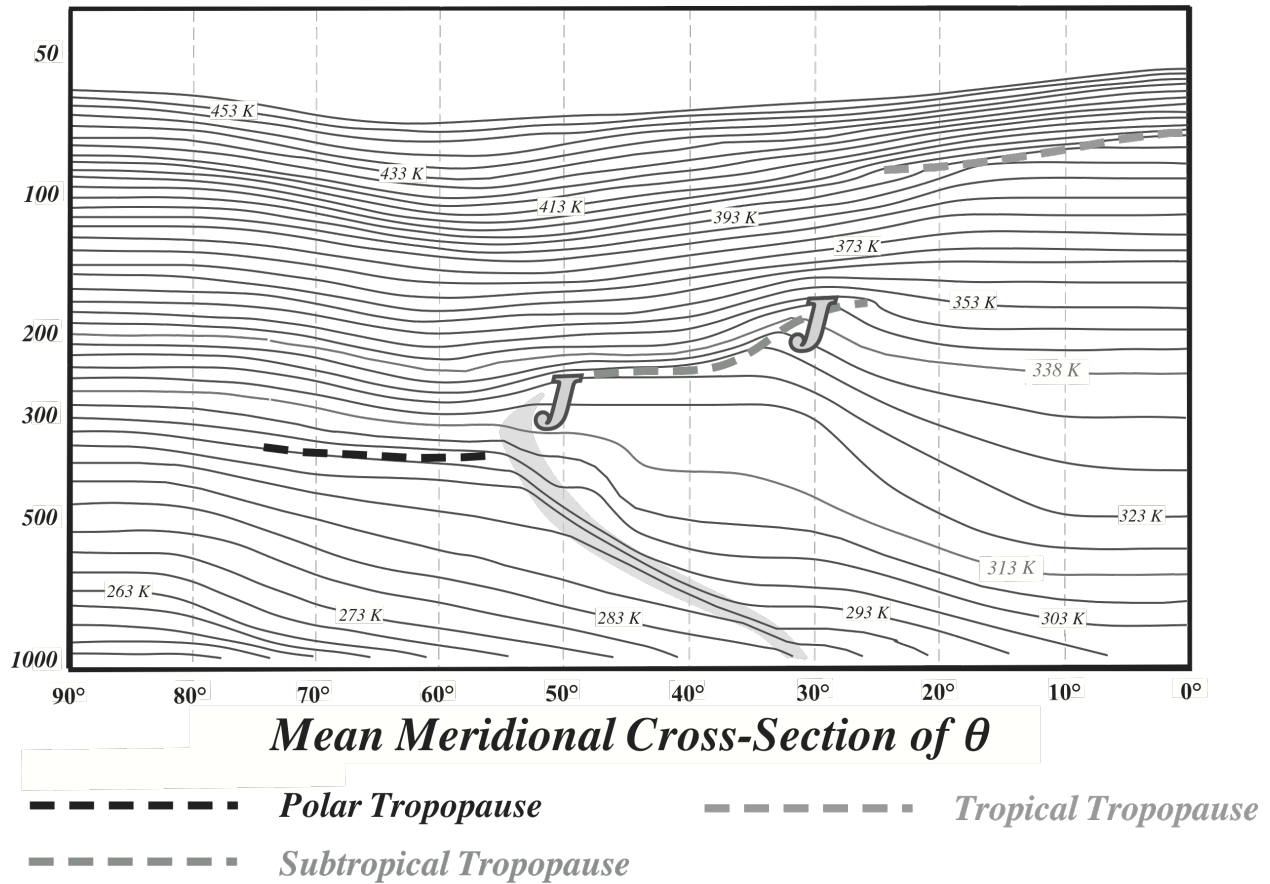 50
453 K
433 K
100
413 K
393 K
373 K
353 K
J
200
338 K
J
300
500
323 K
313 K
263 K
273 K
283 K
293 K
303 K
1000
90° 80° 70° 60° 50° 40° 30° 20° 10° 0°
Mean Meridional Cross-Section of θ
Polar Tropopause
Tropical Tropopause
Subtropical Tropopause